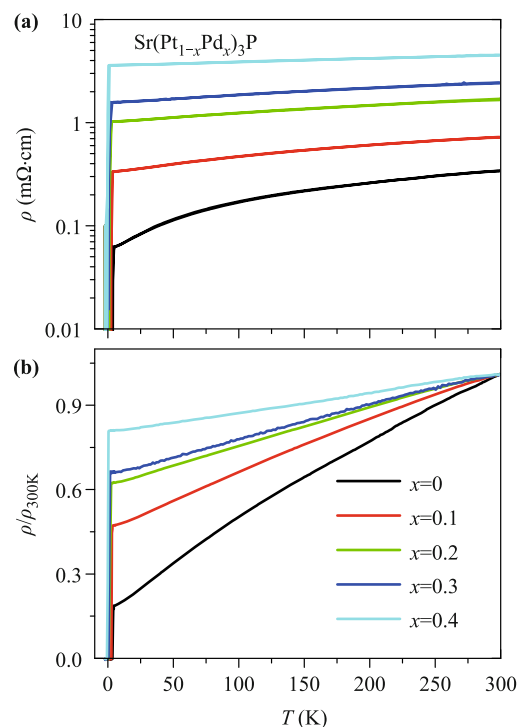 (a)
Sr(Pt₁₋ₓPdₓ)₃P
10
1
0.1
0.01
ρ (mΩ·cm)
(b)
0.9
0.6
0.3
0.0
ρ/ρ₃₀₀K
x=0
x=0.1
x=0.2
x=0.3
x=0.4
0 50 100 150 200 250 300
T (K)